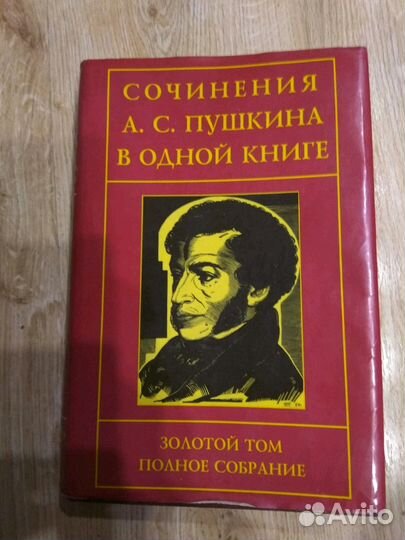 СОЧИНЕНИЯ
А. С. ПУШКИНА
В ОДНОЙ КНИГЕ
ЗОЛОТОЙ ТОМ
ПОЛНОЕ СОБРАНИЕ
Avito